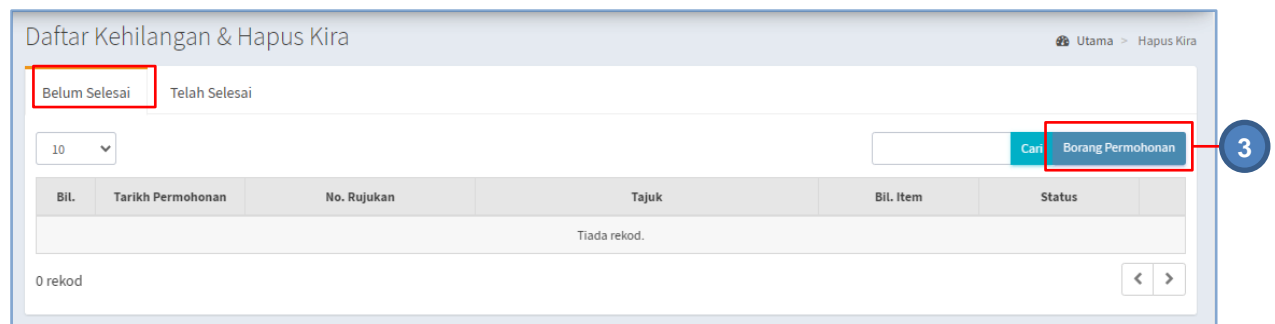 Daftar Kehilangan & Hapus Kira
Utama > Hapus Kira
Belum Selesai Telah Selesai
10 Cari Borang Permohonan 3
Bil. Tarikh Permohonan No. Rujukan Tajuk Bil. Item Status
Tiada rekod.
0 rekod